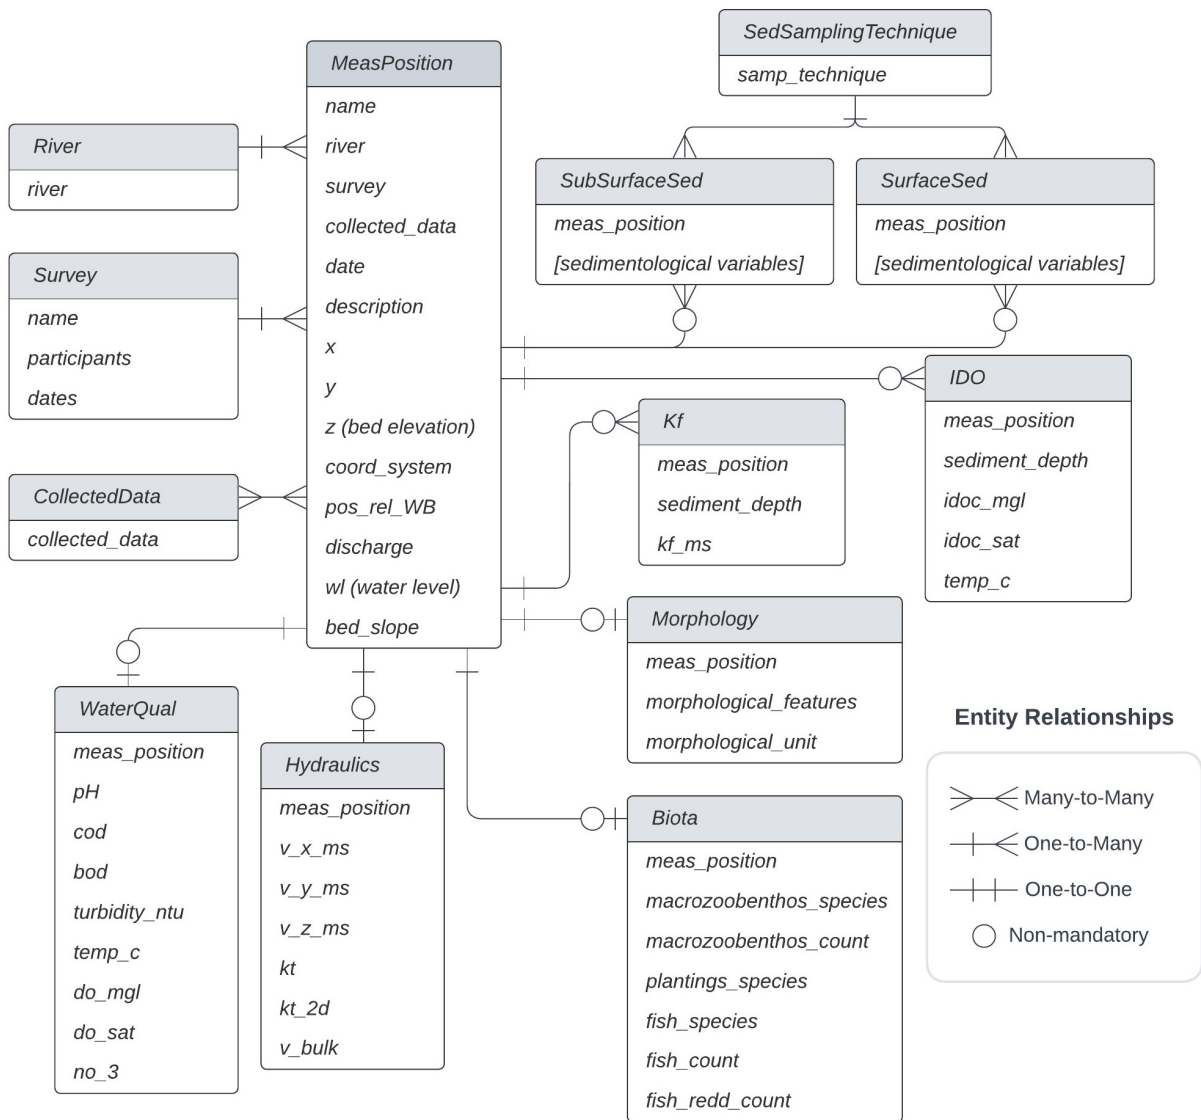 SedSamplingTechnique
samp_technique
MeasPosition
name
river
survey
collected_data
date
description
x
y
z (bed elevation)
coord_system
pos_rel_WB
discharge
wl (water level)
bed_slope
River
river
Survey
name
participants
dates
CollectedData
collected_data
SubSurfaceSed
meas_position
[sedimentological variables]
SurfaceSed
meas_position
[sedimentological variables]
IDO
meas_position
sediment_depth
idoc_mgl
idoc_sat
temp_c
Kf
meas_position
sediment_depth
kf_ms
Morphology
meas_position
morphological_features
morphological_unit
WaterQual
meas_position
pH
cod
bod
turbidity_ntu
temp_c
do_mgl
do_sat
no_3
Hydraulics
meas_position
v_x_ms
v_y_ms
v_z_ms
kt
kt_2d
v_bulk
Biota
meas_position
macrozoobenthos_species
macrozoobenthos_count
plantings_species
fish_species
fish_count
fish_redd_count
Entity Relationships
Many-to-Many
One-to-Many
One-to-One
Non-mandatory